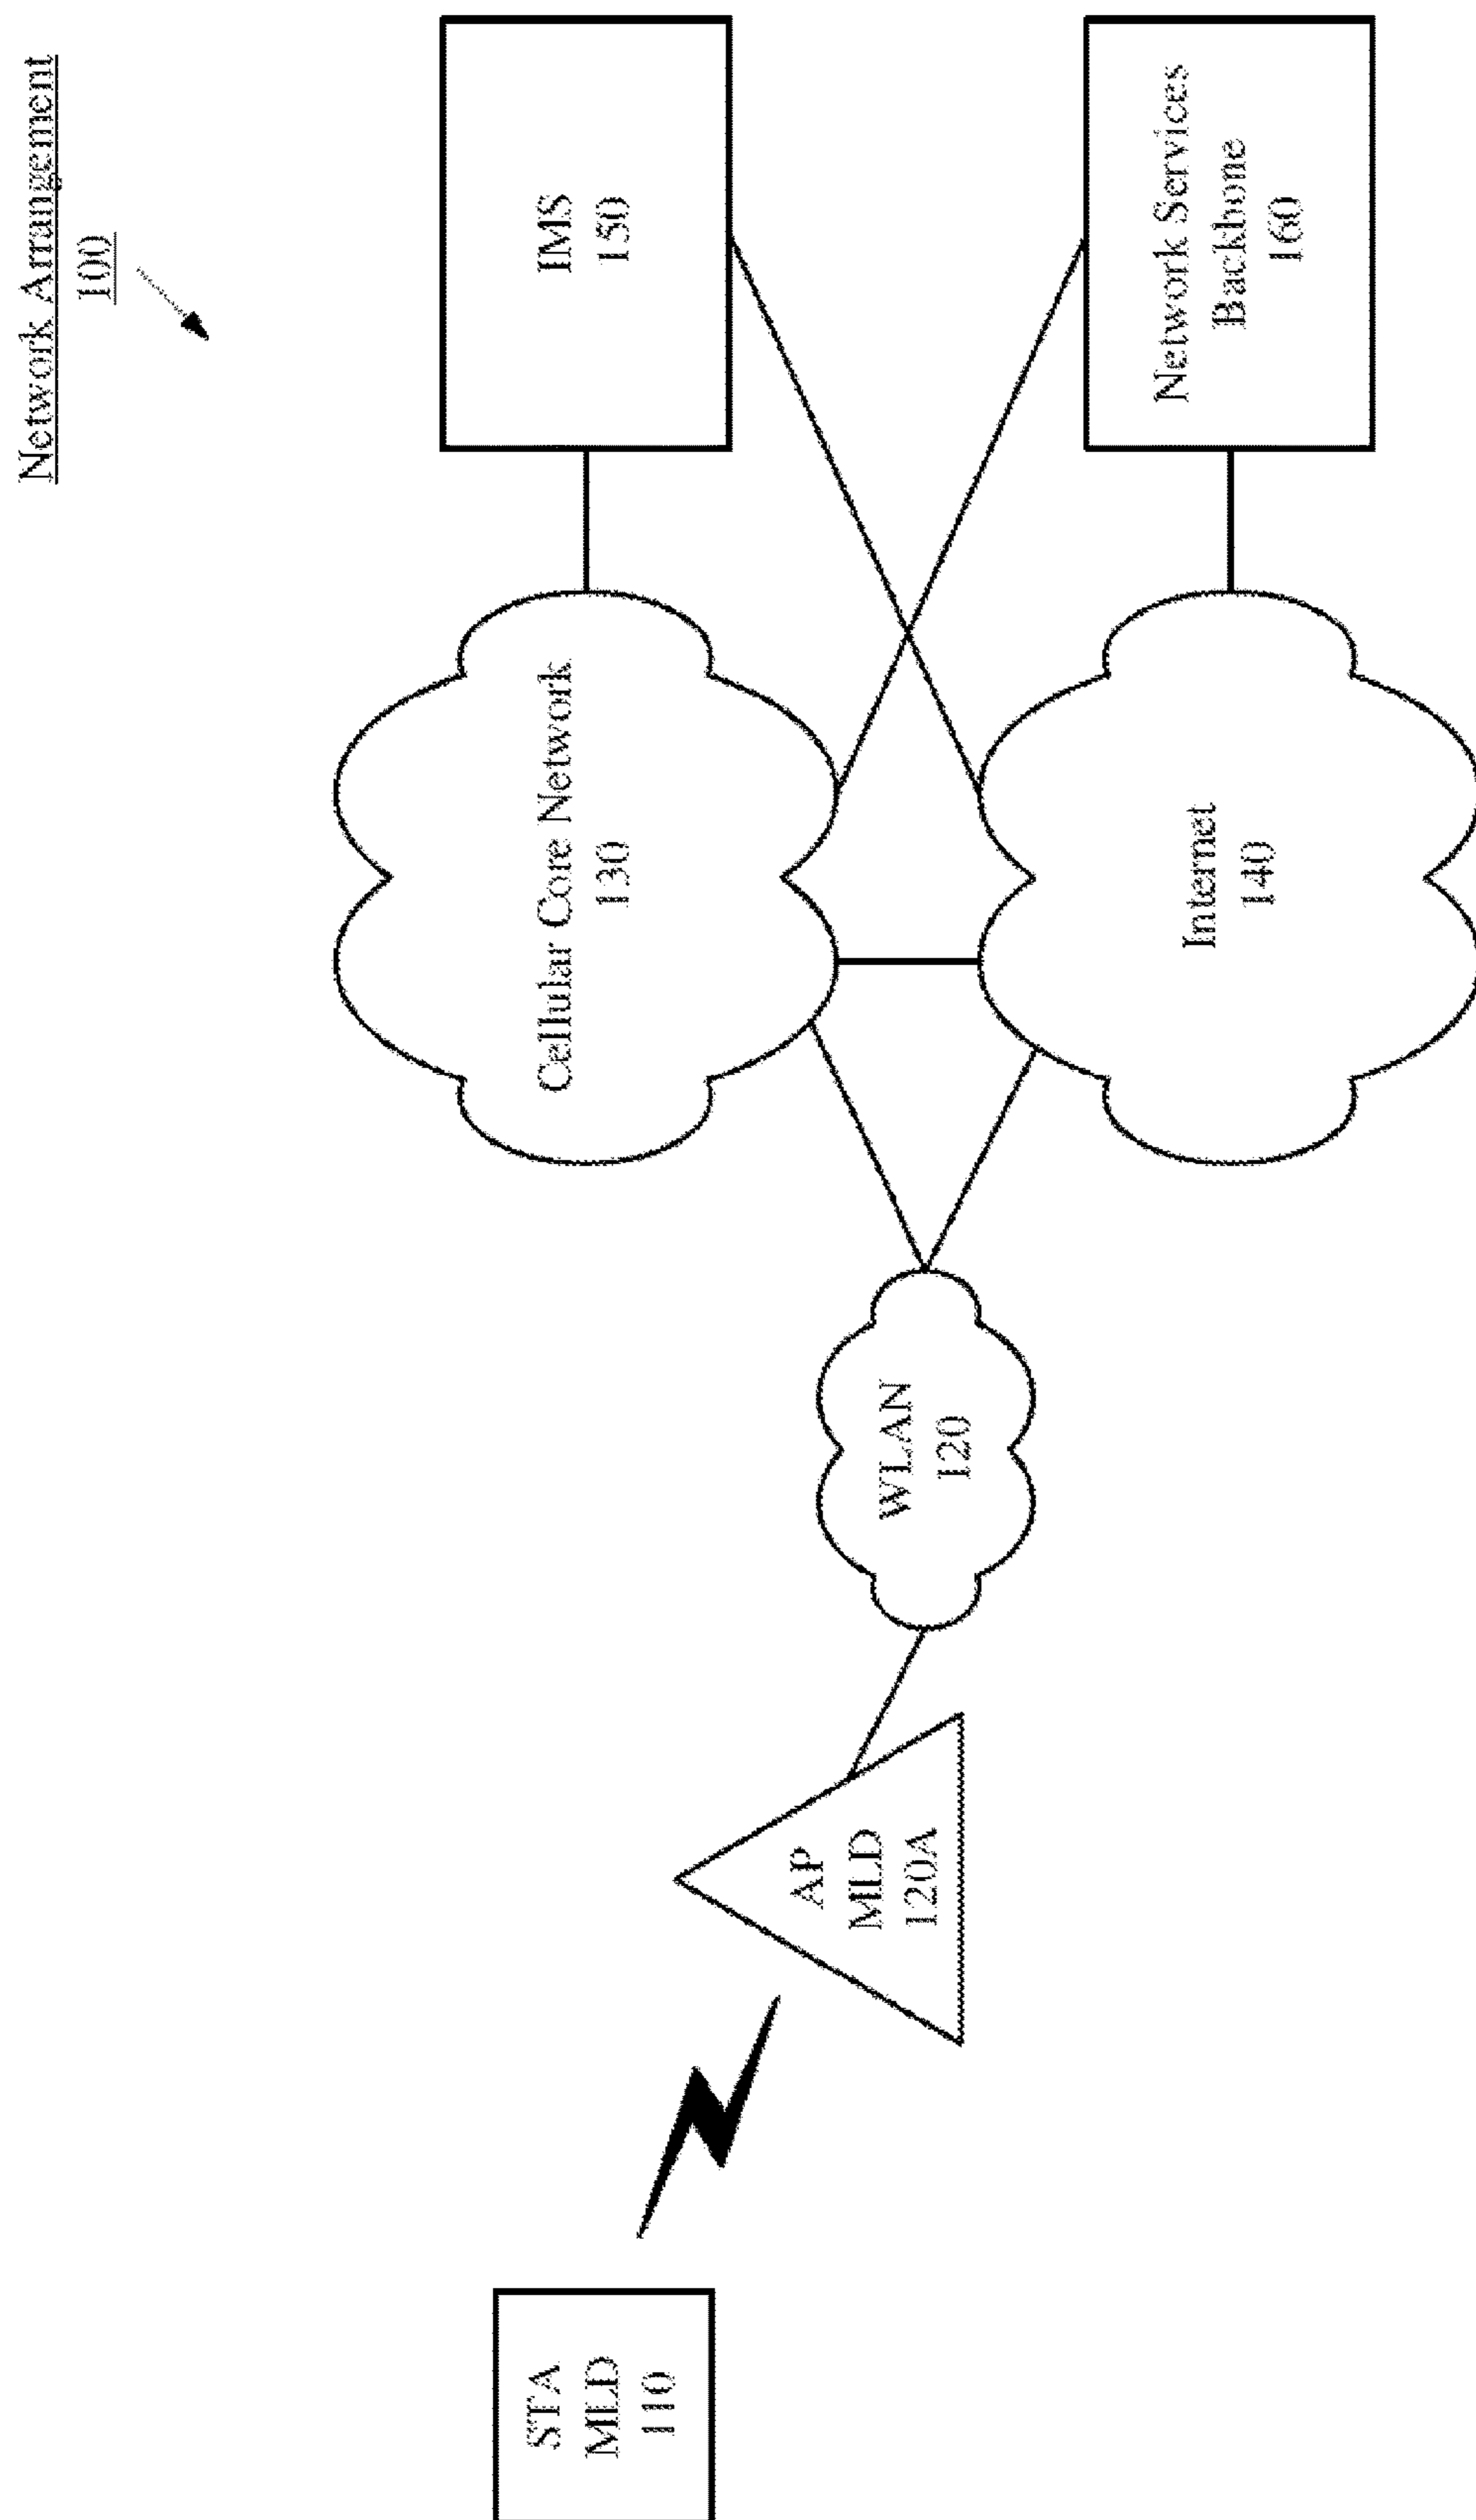 Network Arrangement
100
IMS
150
Network Services
Backbone
160
Cellular Core Network
130
Internet
140
WLAN
120
AP
MLD
120A
STA
MLD
110